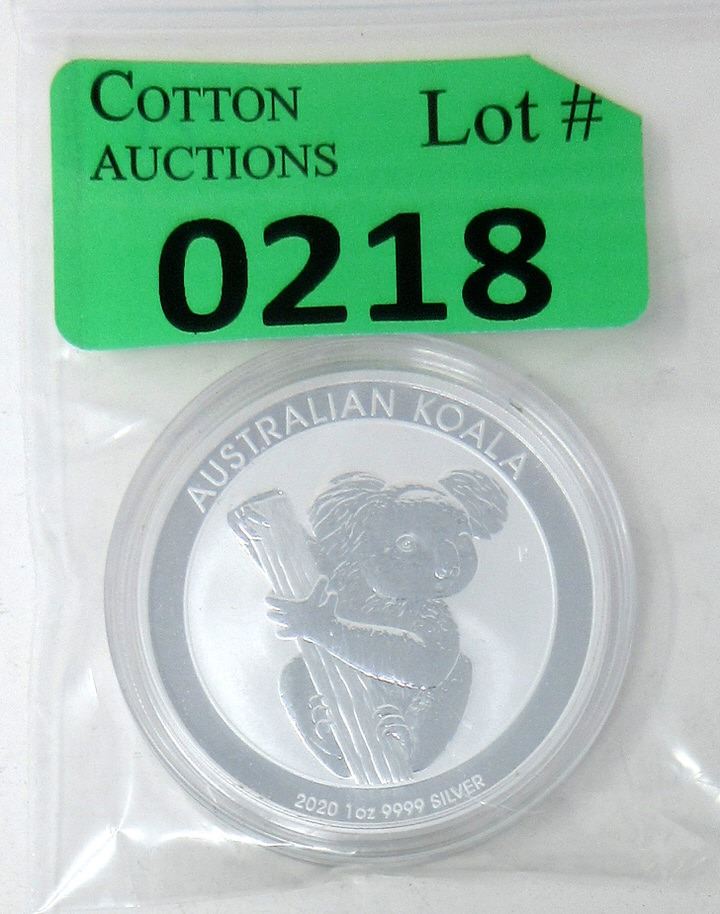 COTTON
AUCTIONS
Lot #
0218
AUSTRALIAN KOALA
2020 1oz 9999 SILVER